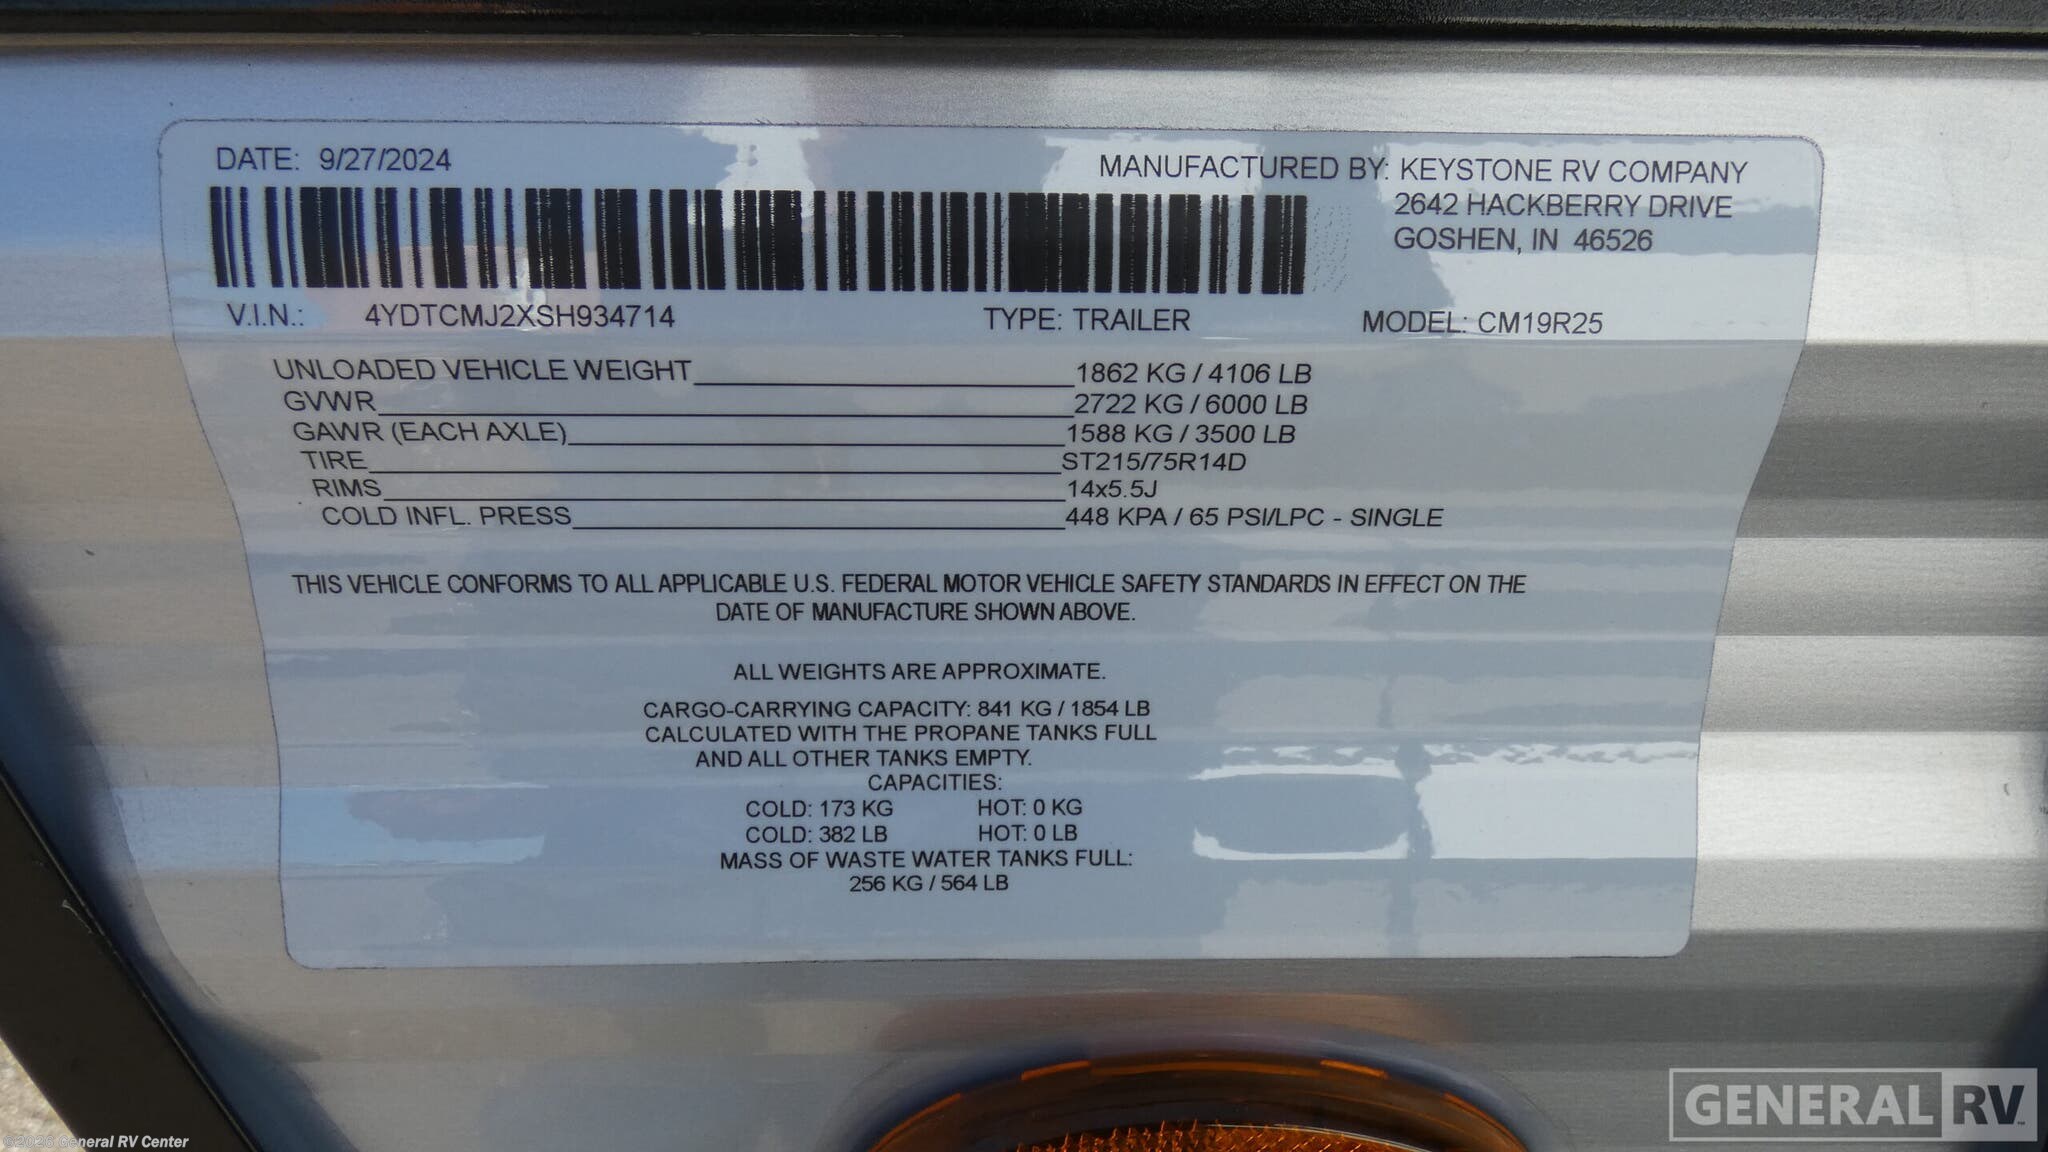 DATE: 9/27/2024
MANUFACTURED BY: KEYSTONE RV COMPANY
2642 HACKBERRY DRIVE
GOSHEN, IN 46526
V.I.N.: 4YDTCMJ2XSH934714 TYPE: TRAILER MODEL: CM19R25
UNLOADED VEHICLE WEIGHT 1862 KG / 4106 LB
GVWR 2722 KG / 6000 LB
GAWR (EACH AXLE) 1588 KG / 3500 LB
TIRE ST215/75R14D
RIMS 14x5.5J
COLD INFL. PRESS 448 KPA / 65 PSI/LPC - SINGLE
THIS VEHICLE CONFORMS TO ALL APPLICABLE U.S. FEDERAL MOTOR VEHICLE SAFETY STANDARDS IN EFFECT ON THE
DATE OF MANUFACTURE SHOWN ABOVE.
ALL WEIGHTS ARE APPROXIMATE.
CARGO-CARRYING CAPACITY: 841 KG / 1854 LB
CALCULATED WITH THE PROPANE TANKS FULL
AND ALL OTHER TANKS EMPTY.
CAPACITIES:
COLD: 173 KG HOT: 0 KG
COLD: 382 LB HOT: 0 LB
MASS OF WASTE WATER TANKS FULL:
256 KG / 564 LB
GENERAL RV
General RV Center